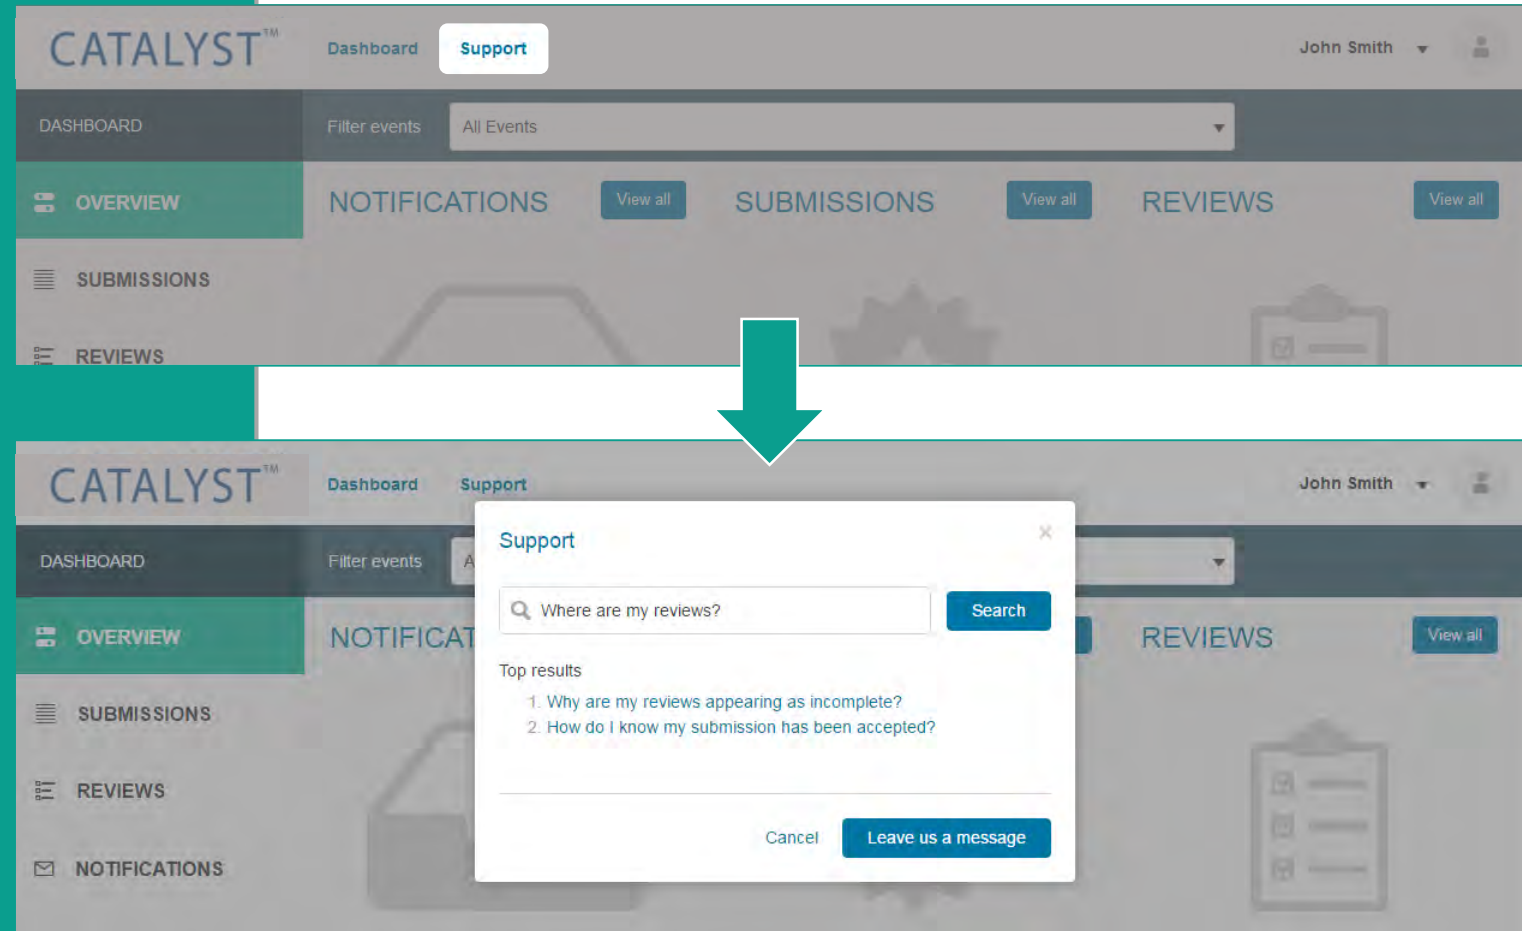 CATALYST™ Dashboard Support John Smith
DASHBOARD Filter events All Events
OVERVIEW NOTIFICATIONS View all SUBMISSIONS View all REVIEWS View all
SUBMISSIONS
REVIEWS
CATALYST™ Dashboard Support John Smith
DASHBOARD Filter events A
OVERVIEW NOTIFICAT REVIEWS View all
SUBMISSIONS
REVIEWS
NOTIFICATIONS
Support ×
Where are my reviews? Search
Top results
1. Why are my reviews appearing as incomplete?
2. How do I know my submission has been accepted?
Cancel Leave us a message